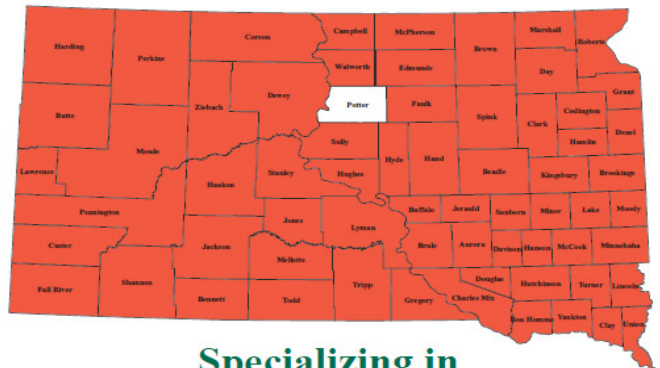 Harding
Perkins
Corson
Campbell
McPherson
Brown
Marshall
Roberts
Walworth
Edmunds
Day
Grant
Butte
Ziebach
Dewey
Potter
Faulk
Spink
Clark
Codington
Hamlin
Deuel
Meade
Sully
Hyde
Hand
Lawrence
Haakon
Stanley
Hughes
Beadle
Kingsbury
Brookings
Pennington
Jones
Lyman
Buffalo
Jerauld
Sanborn
Miner
Lake
Moody
Custer
Jackson
Mellette
Brule
Aurora
Davison
Hanson
McCook
Minnehaha
Fall River
Shannon
Bennett
Todd
Tripp
Gregory
Charles Mix
Douglas
Hutchinson
Turner
Lincoln
Bon Homme
Yankton
Clay
Union
Specializing in